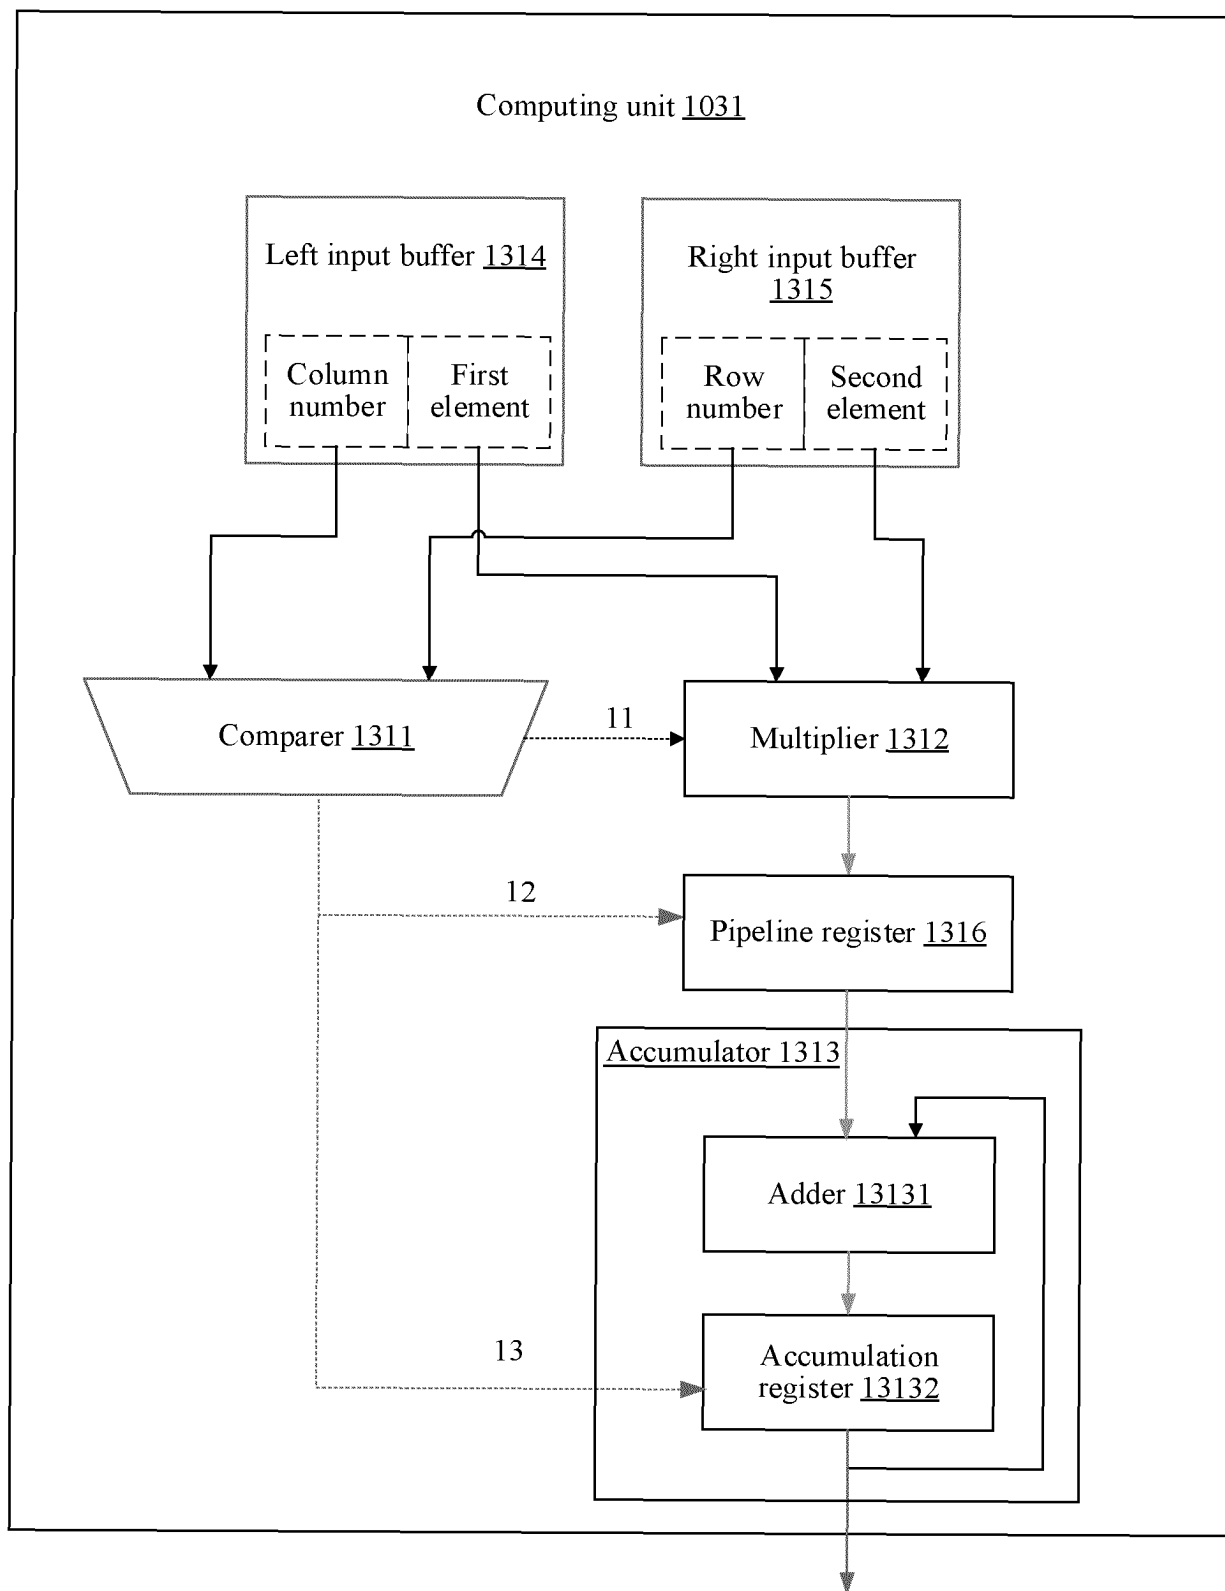 Computing unit 1031
Left input buffer 1314
Right input buffer
1315
Column
number
First
element
Row
number
Second
element
Comparer 1311
11
Multiplier 1312
12
Pipeline register 1316
Accumulator 1313
Adder 13131
13
Accumulation
register 13132